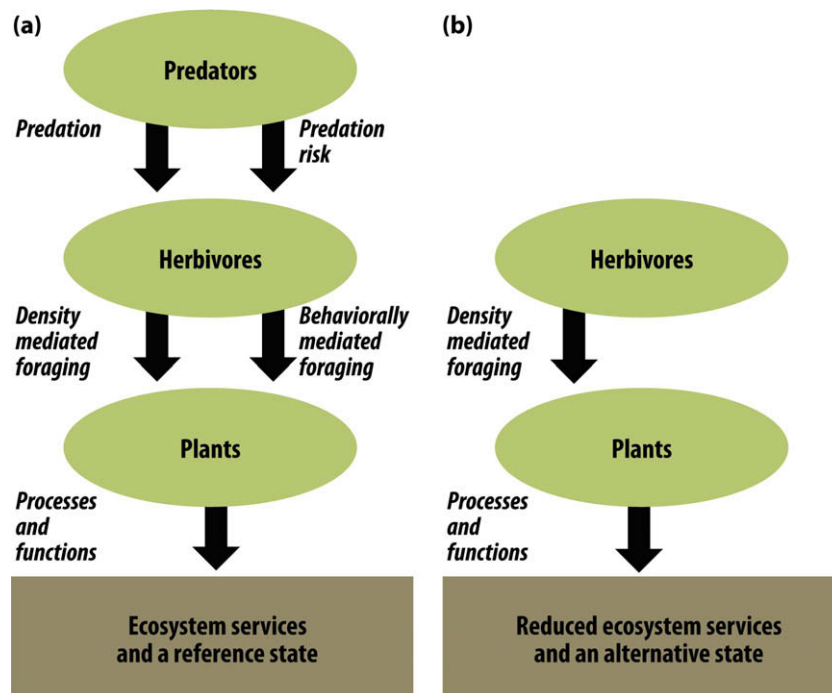 (a)
Predators
Predation
Predation
risk
Herbivores
Density
mediated
foraging
Behaviorally
mediated
foraging
Plants
Processes
and
functions
Ecosystem services
and a reference state
(b)
Herbivores
Density
mediated
foraging
Plants
Processes
and
functions
Reduced ecosystem services
and an alternative state